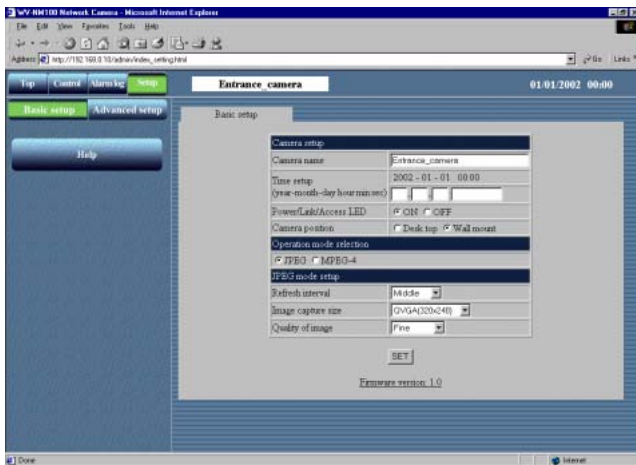 WV-NM100 Network Camera - Microsoft Internet Explorer
File Edit View Favorites Tools Help
Address http://192.168.0.10/admin/index_setting.html Go Links
Top Control Alarm log Setup Entrance_camera 01/01/2002 00:00
Basic setup Advanced setup
Basic setup
Help
Camera setup
Camera name Entrance_camera
Time setup 2002 - 01 - 01 00:00
(year-month-day hour:min:sec)
Power/Link/Access LED ON OFF
Camera position Desk top Wall mount
Operation mode selection
JPEG MPEG-4
JPEG mode setup
Refresh interval Middle
Image capture size QVGA(320x240)
Quality of image Fine
SET
Firmware version: 1.0
Done Internet